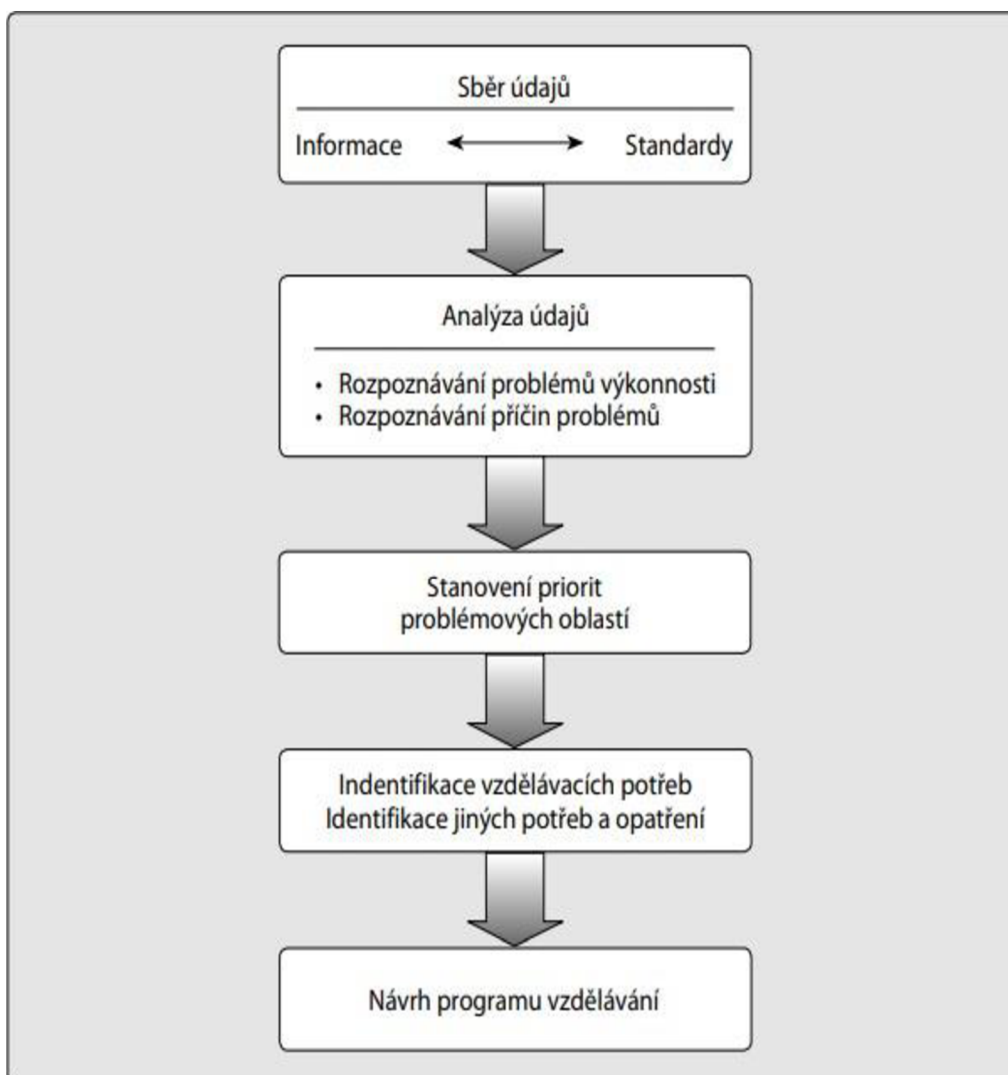 Sběr údajů
Informace Standardy
Analýza údajů
• Rozpoznávání problémů výkonnosti
• Rozpoznávání příčin problémů
Stanovení priorit
problémových oblastí
Indentifikace vzdělávacích potřeb
Identifikace jiných potřeb a opatření
Návrh programu vzdělávání